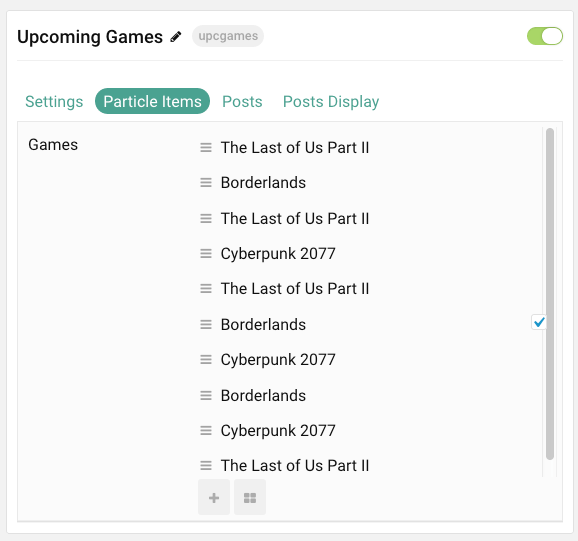 Upcoming Games upcgames
Settings Particle Items Posts Posts Display
Games
The Last of Us Part II
Borderlands
The Last of Us Part II
Cyberpunk 2077
The Last of Us Part II
Borderlands
Cyberpunk 2077
Borderlands
Cyberpunk 2077
The Last of Us Part II